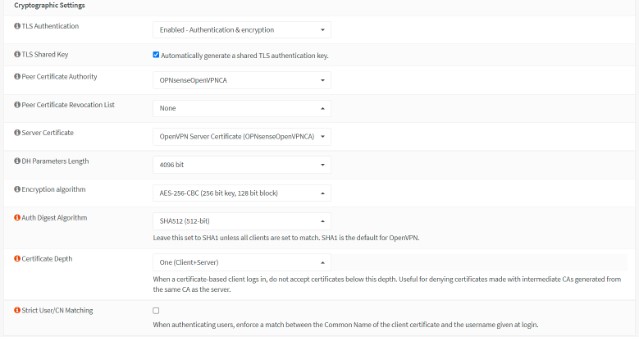 Cryptographic Settings
TLS Authentication
Enabled - Authentication & encryption
TLS Shared Key
Automatically generate a shared TLS authentication key.
Peer Certificate Authority
OPNsenseOpenVPNCA
Peer Certificate Revocation List
None
Server Certificate
OpenVPN Server Certificate (OPNsenseOpenVPNCA)
DH Parameters Length
4096 bit
Encryption algorithm
AES-256-CBC (256 bit key, 128 bit block)
Auth Digest Algorithm
SHA512 (512-bit)
Leave this set to SHA1 unless all clients are set to match. SHA1 is the default for OpenVPN.
Certificate Depth
One (Client+Server)
When a certificate-based client logs in, do not accept certificates below this depth. Useful for denying certificates made with intermediate CAs generated from
the same CA as the server.
Strict User/CN Matching
When authenticating users, enforce a match between the Common Name of the client certificate and the username given at login.